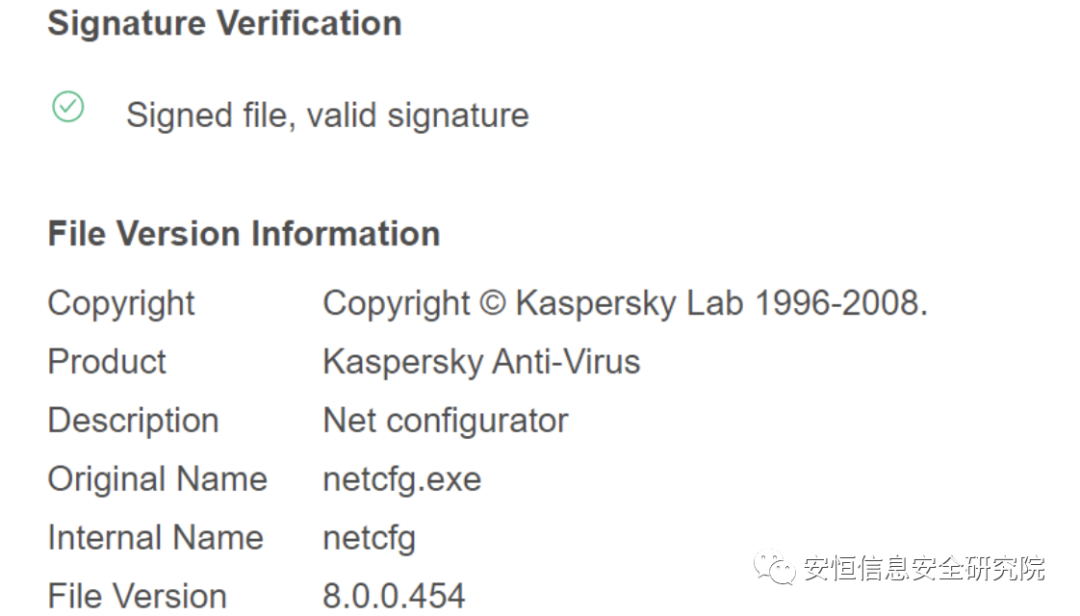 Signature Verification
Signed file, valid signature
File Version Information
Copyright Copyright © Kaspersky Lab 1996-2008.
Product Kaspersky Anti-Virus
Description Net configurator
Original Name netcfg.exe
Internal Name netcfg
File Version 8.0.0.454
安恒信息安全研究院